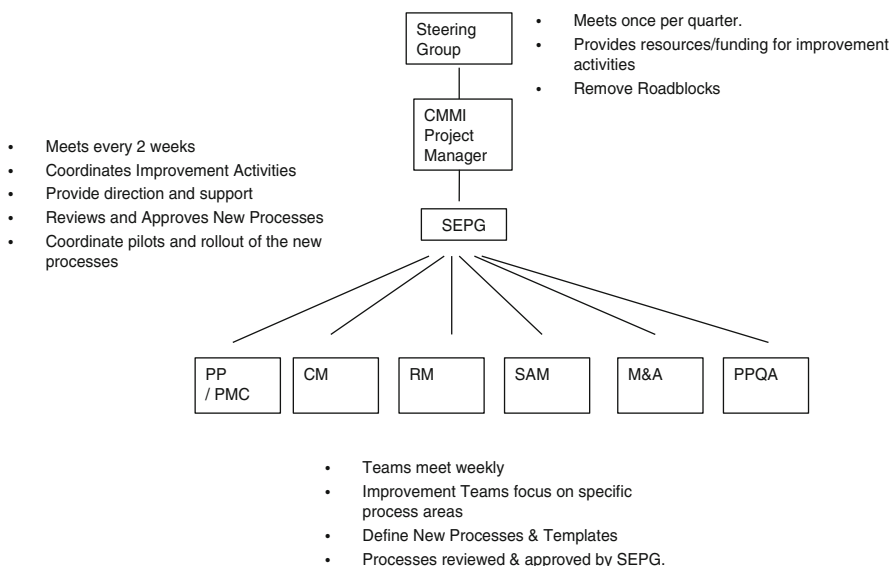 Steering
Group
• Meets once per quarter.
• Provides resources/funding for improvement
activities
• Remove Roadblocks
CMMI
Project
Manager
• Meets every 2 weeks
• Coordinates Improvement Activities
• Provide direction and support
• Reviews and Approves New Processes
• Coordinate pilots and rollout of the new
processes
SEPG
PP
/ PMC
CM
RM
SAM
M&A
PPQA
• Teams meet weekly
• Improvement Teams focus on specific
process areas
• Define New Processes & Templates
• Processes reviewed & approved by SEPG.